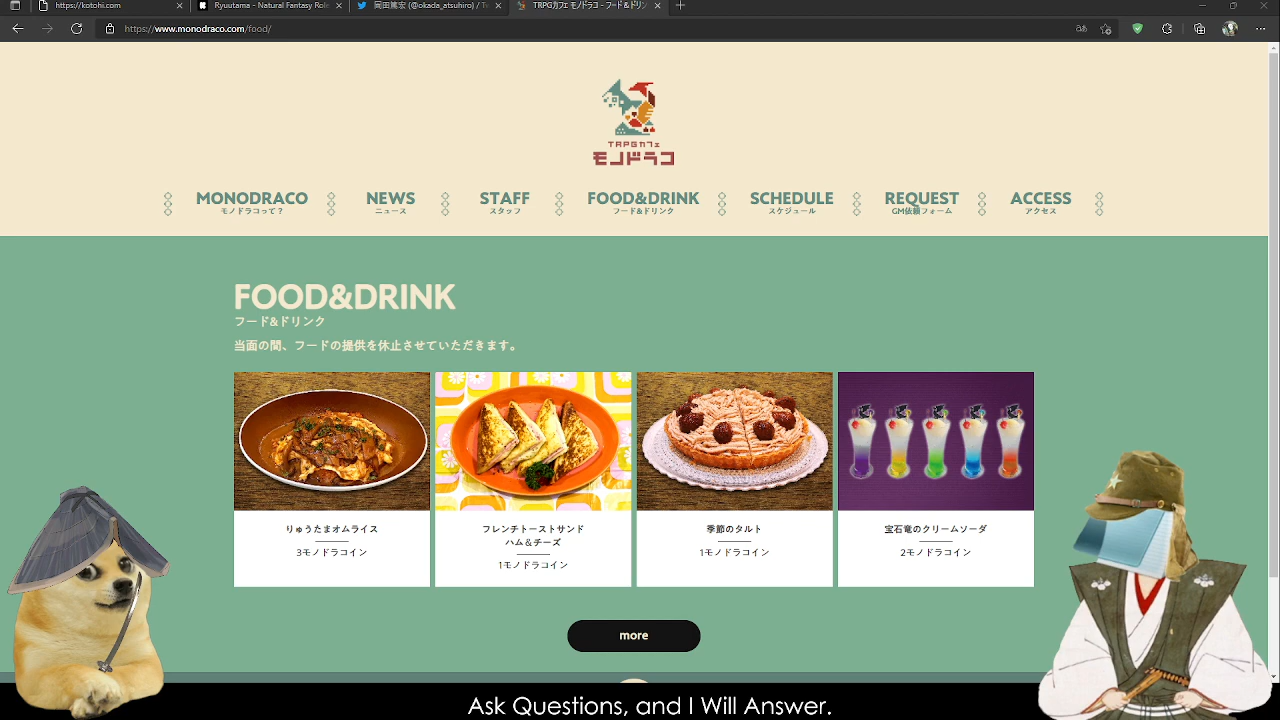 totohi.com
Ryuutama - Natural Fantasy Role
岡田篤宏 (@okada_atsuhiro) / Tw
TRPGカフェ モノドラコ - フード&ドリンク
https://www.monodraco.com/food/
TRPGカフェ
モノドラコ
MONODRACO
モノドラコって？
NEWS
ニュース
STAFF
スタッフ
FOOD&DRINK
フード&ドリンク
SCHEDULE
スケジュール
REQUEST
GM依頼フォーム
ACCESS
アクセス
FOOD&DRINK
フード&ドリンク
当面の間、フードの提供を休止させていただきます。
りゅうたまオムライス
3モノドラコイン
フレンチトーストサンド
ハム＆チーズ
1モノドラコイン
季節のタルト
1モノドラコイン
宝石竜のクリームソーダ
2モノドラコイン
more
Ask Questions, and I Will Answer.